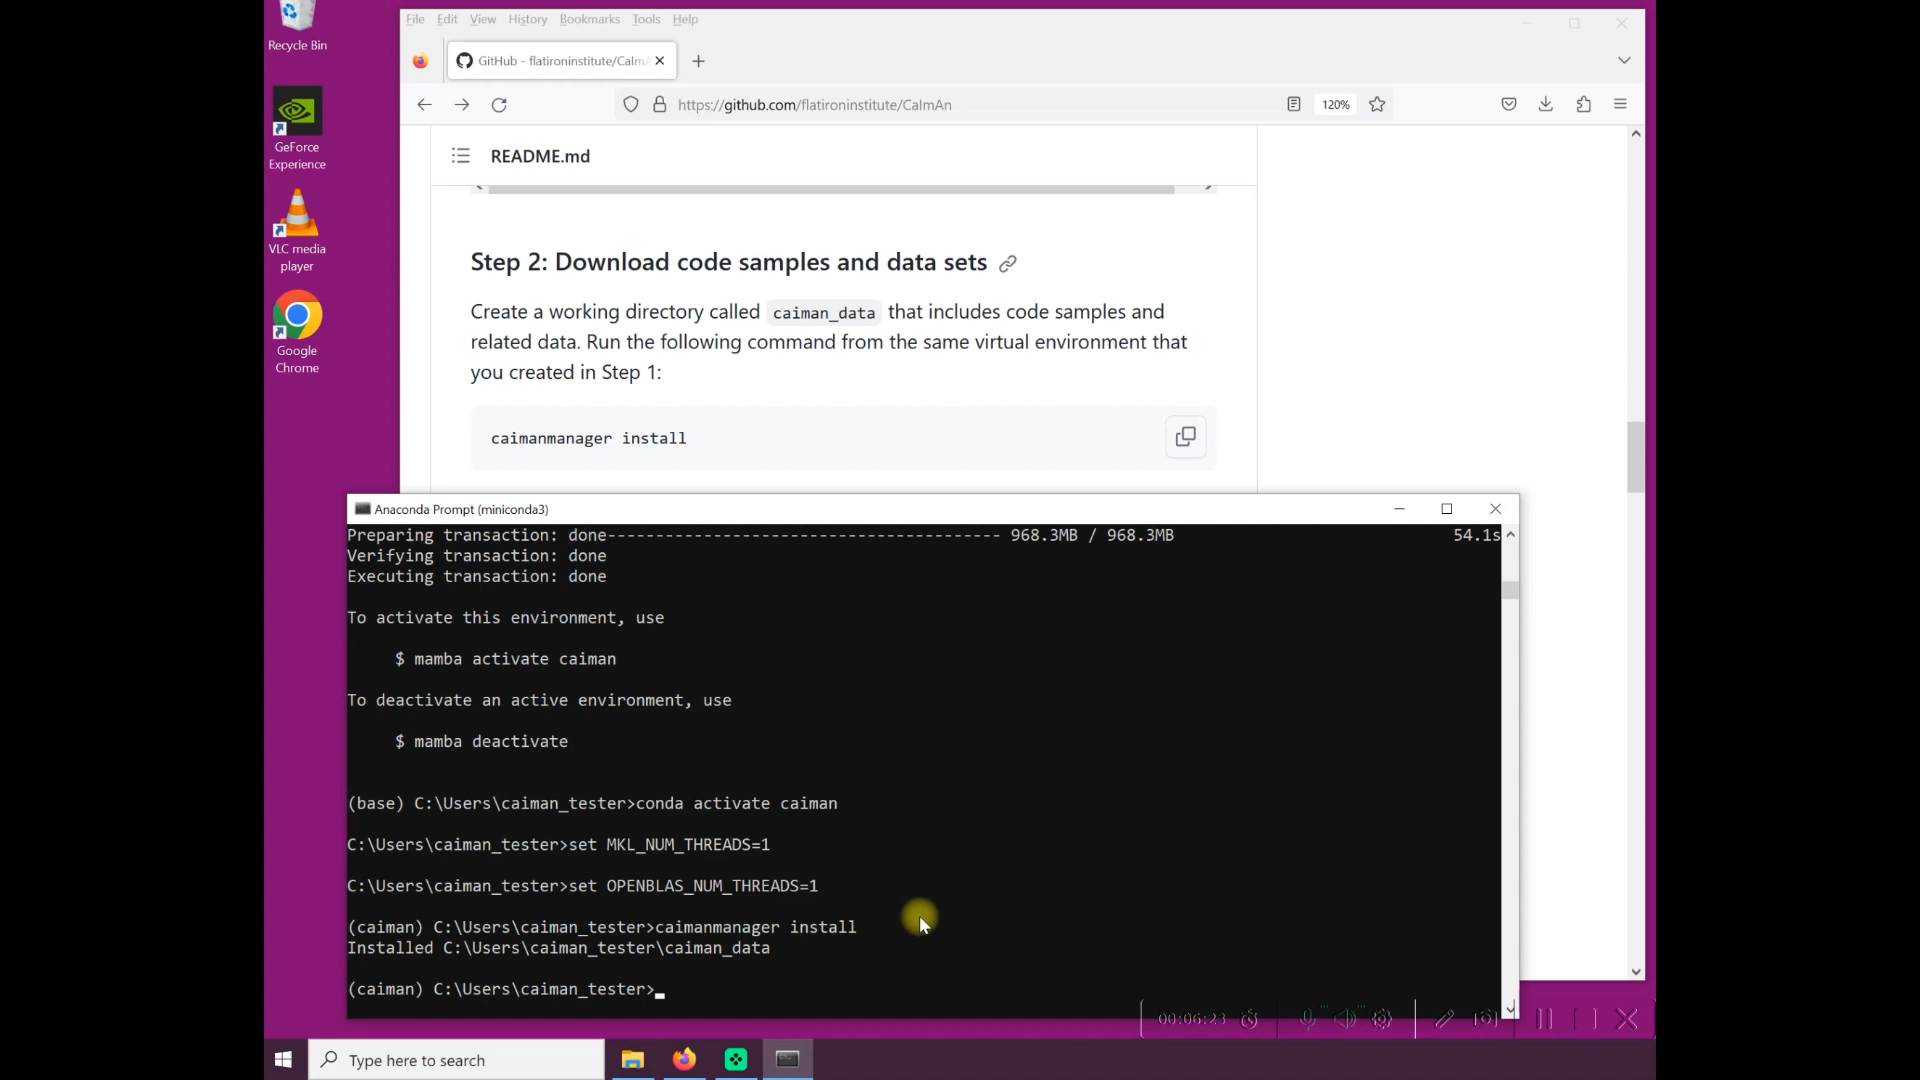 Recycle Bin
GeForce
Experience
VLC media
player
Google
Chrome
File Edit View History Bookmarks Tools Help
GitHub - flatironinstitute/CaImA
https://github.com/flatironinstitute/CaImAn
120%
README.md
Step 2: Download code samples and data sets
Create a working directory called caiman_data that includes code samples and
related data. Run the following command from the same virtual environment that
you created in Step 1:
caimanmanager install
Anaconda Prompt (miniconda3)
Preparing transaction: done----------------------------------------- 968.3MB / 968.3MB 54.1s
Verifying transaction: done
Executing transaction: done
To activate this environment, use
$ mamba activate caiman
To deactivate an active environment, use
$ mamba deactivate
(base) C:\Users\caiman_tester>conda activate caiman
C:\Users\caiman_tester>set MKL_NUM_THREADS=1
C:\Users\caiman_tester>set OPENBLAS_NUM_THREADS=1
(caiman) C:\Users\caiman_tester>caimanmanager install
Installed C:\Users\caiman_tester\caiman_data
(caiman) C:\Users\caiman_tester>
00:06:23
Type here to search